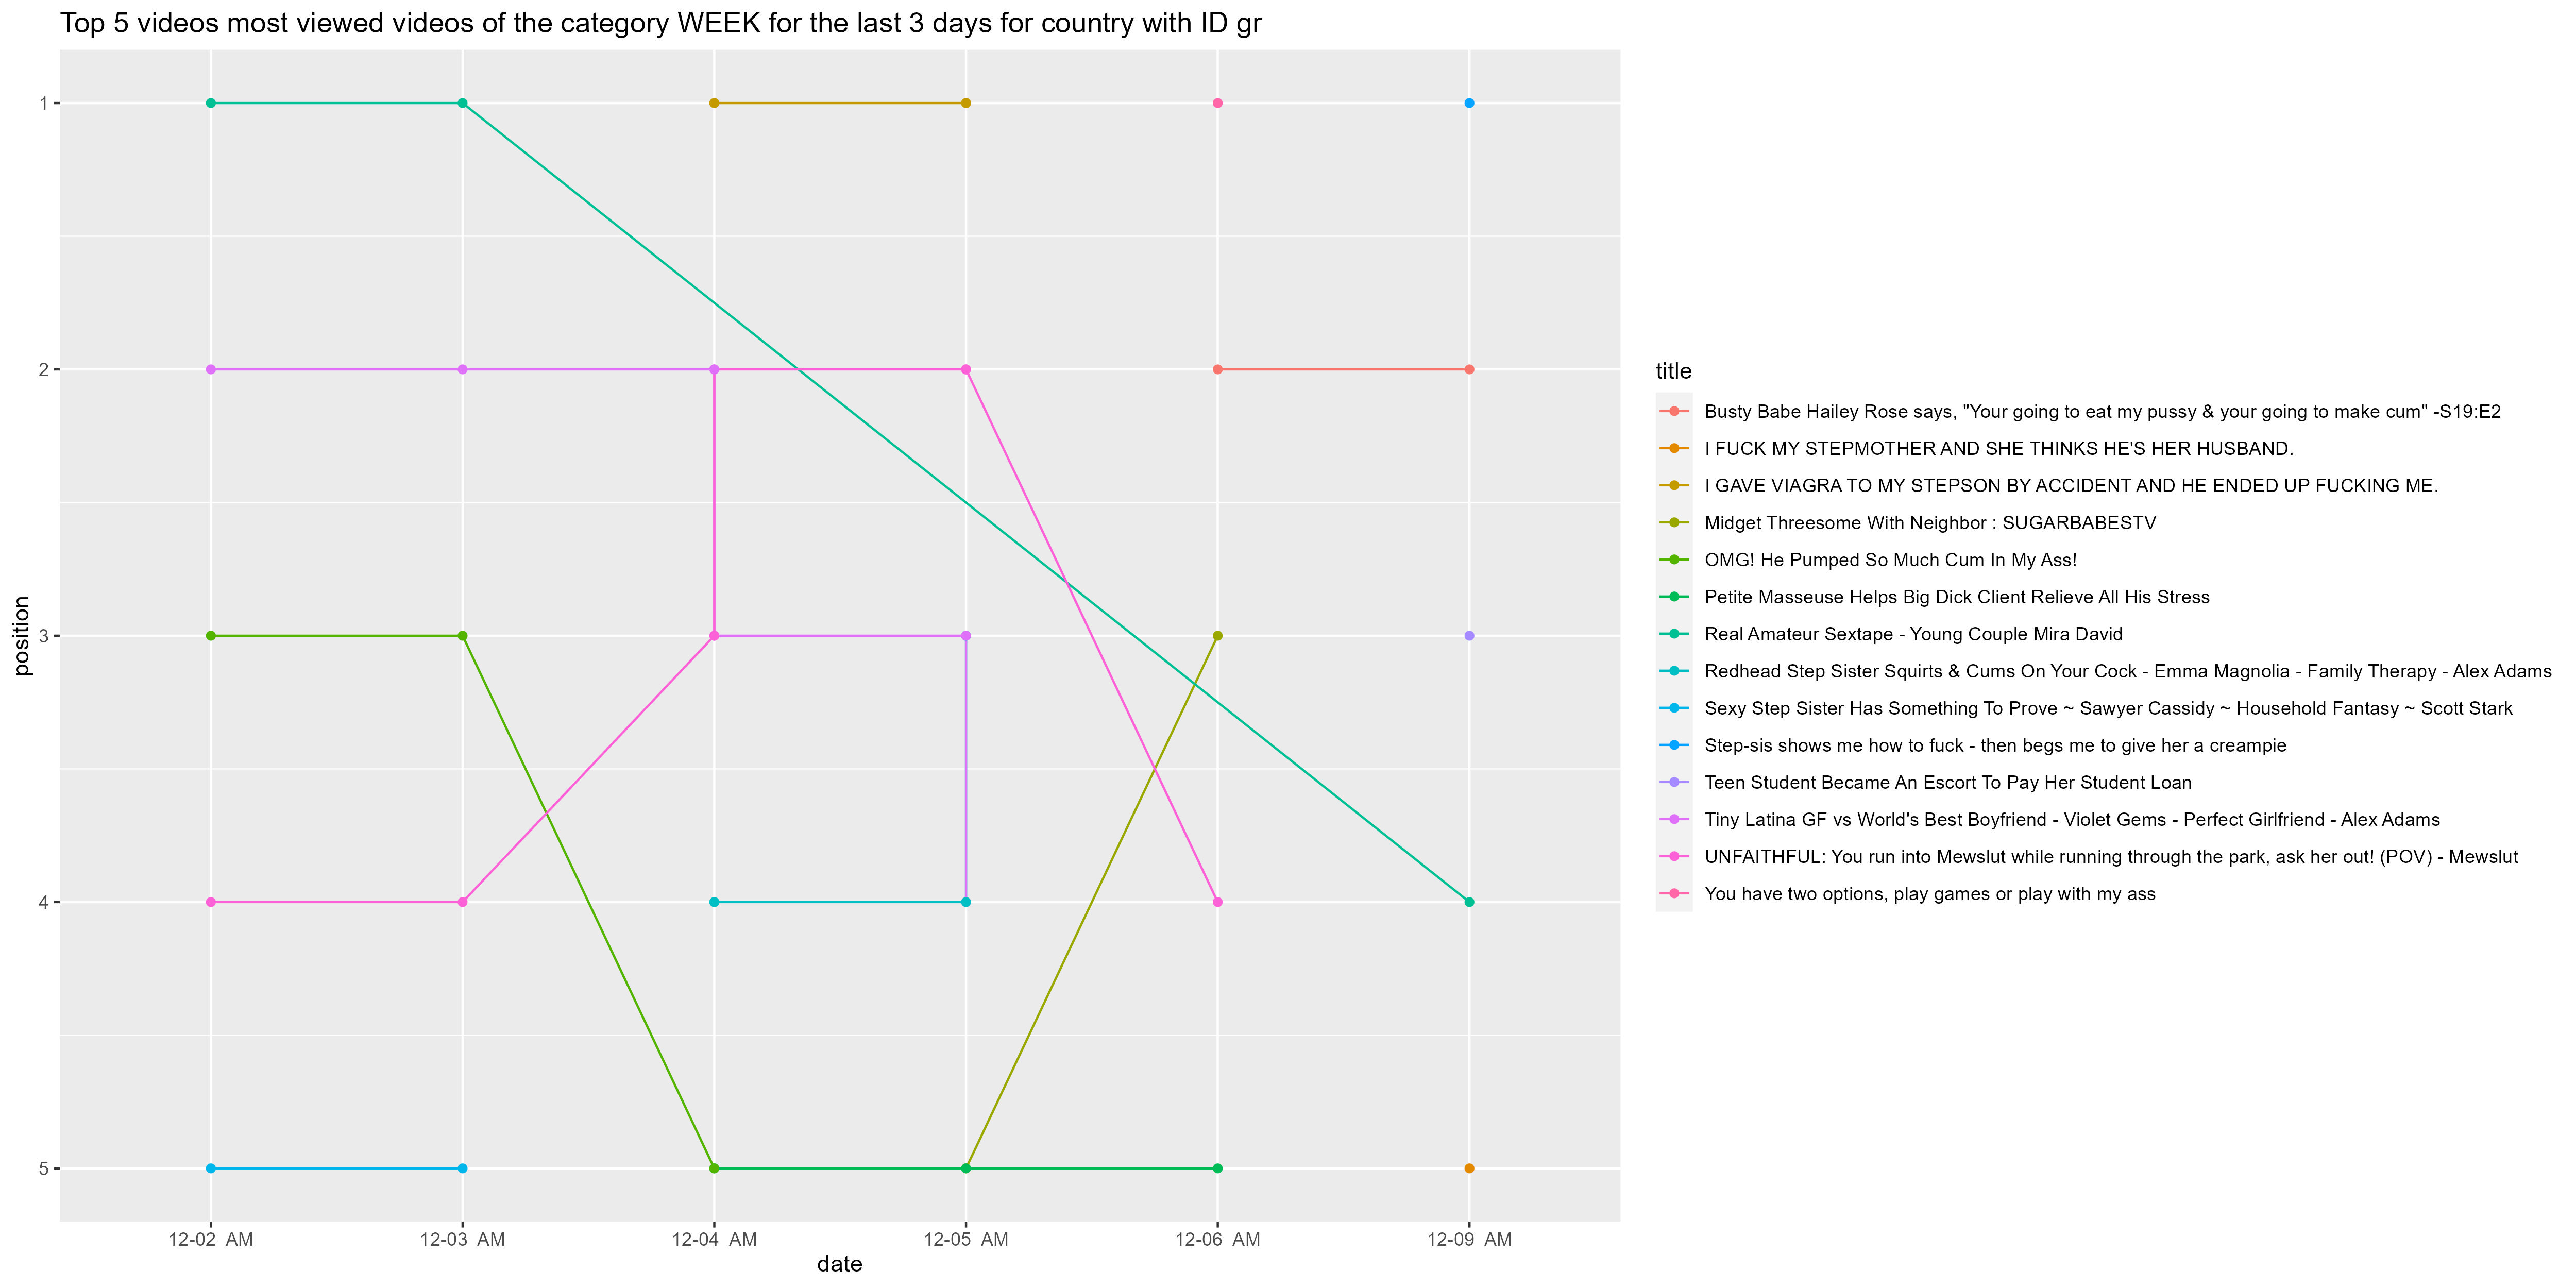 Top 5 videos most viewed videos of the category WEEK for the last 3 days for country with ID gr
position
1
2
3
4
5
12-02 AM
12-03 AM
12-04 AM
12-05 AM
12-06 AM
12-09 AM
date
title
Busty Babe Hailey Rose says, "Your going to eat my pussy & your going to make cum" -S19:E2
I FUCK MY STEPMOTHER AND SHE THINKS HE'S HER HUSBAND.
I GAVE VIAGRA TO MY STEPSON BY ACCIDENT AND HE ENDED UP FUCKING ME.
Midget Threesome With Neighbor : SUGARBABESTV
OMG! He Pumped So Much Cum In My Ass!
Petite Masseuse Helps Big Dick Client Relieve All His Stress
Real Amateur Sextape - Young Couple Mira David
Redhead Step Sister Squirts & Cums On Your Cock - Emma Magnolia - Family Therapy - Alex Adams
Sexy Step Sister Has Something To Prove ~ Sawyer Cassidy ~ Household Fantasy ~ Scott Stark
Step-sis shows me how to fuck - then begs me to give her a creampie
Teen Student Became An Escort To Pay Her Student Loan
Tiny Latina GF vs World's Best Boyfriend - Violet Gems - Perfect Girlfriend - Alex Adams
UNFAITHFUL: You run into Mewslut while running through the park, ask her out! (POV) - Mewslut
You have two options, play games or play with my ass